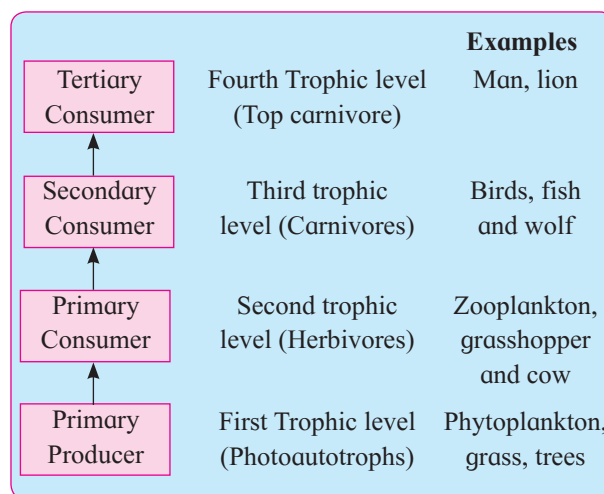 Examples
Tertiary
Consumer
Fourth Trophic level
(Top carnivore)
Man, lion
Secondary
Consumer
Third trophic
level (Carnivores)
Birds, fish
and wolf
Primary
Consumer
Second trophic
level (Herbivores)
Zooplankton,
grasshopper
and cow
Primary
Producer
First Trophic level
(Photoautotrophs)
Phytoplankton,
grass, trees